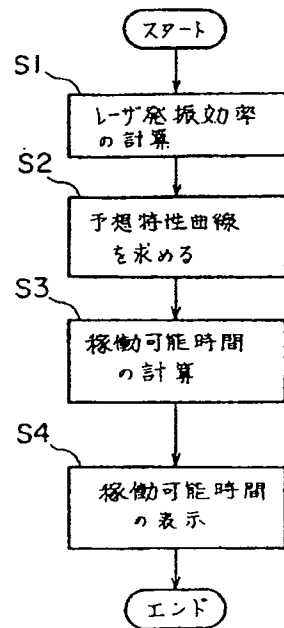 スタート
S1
レーザ発振効率
の計算
S2
予想特性曲線
を求める
S3
稼働可能時間
の計算
S4
稼働可能時間
の表示
エンド